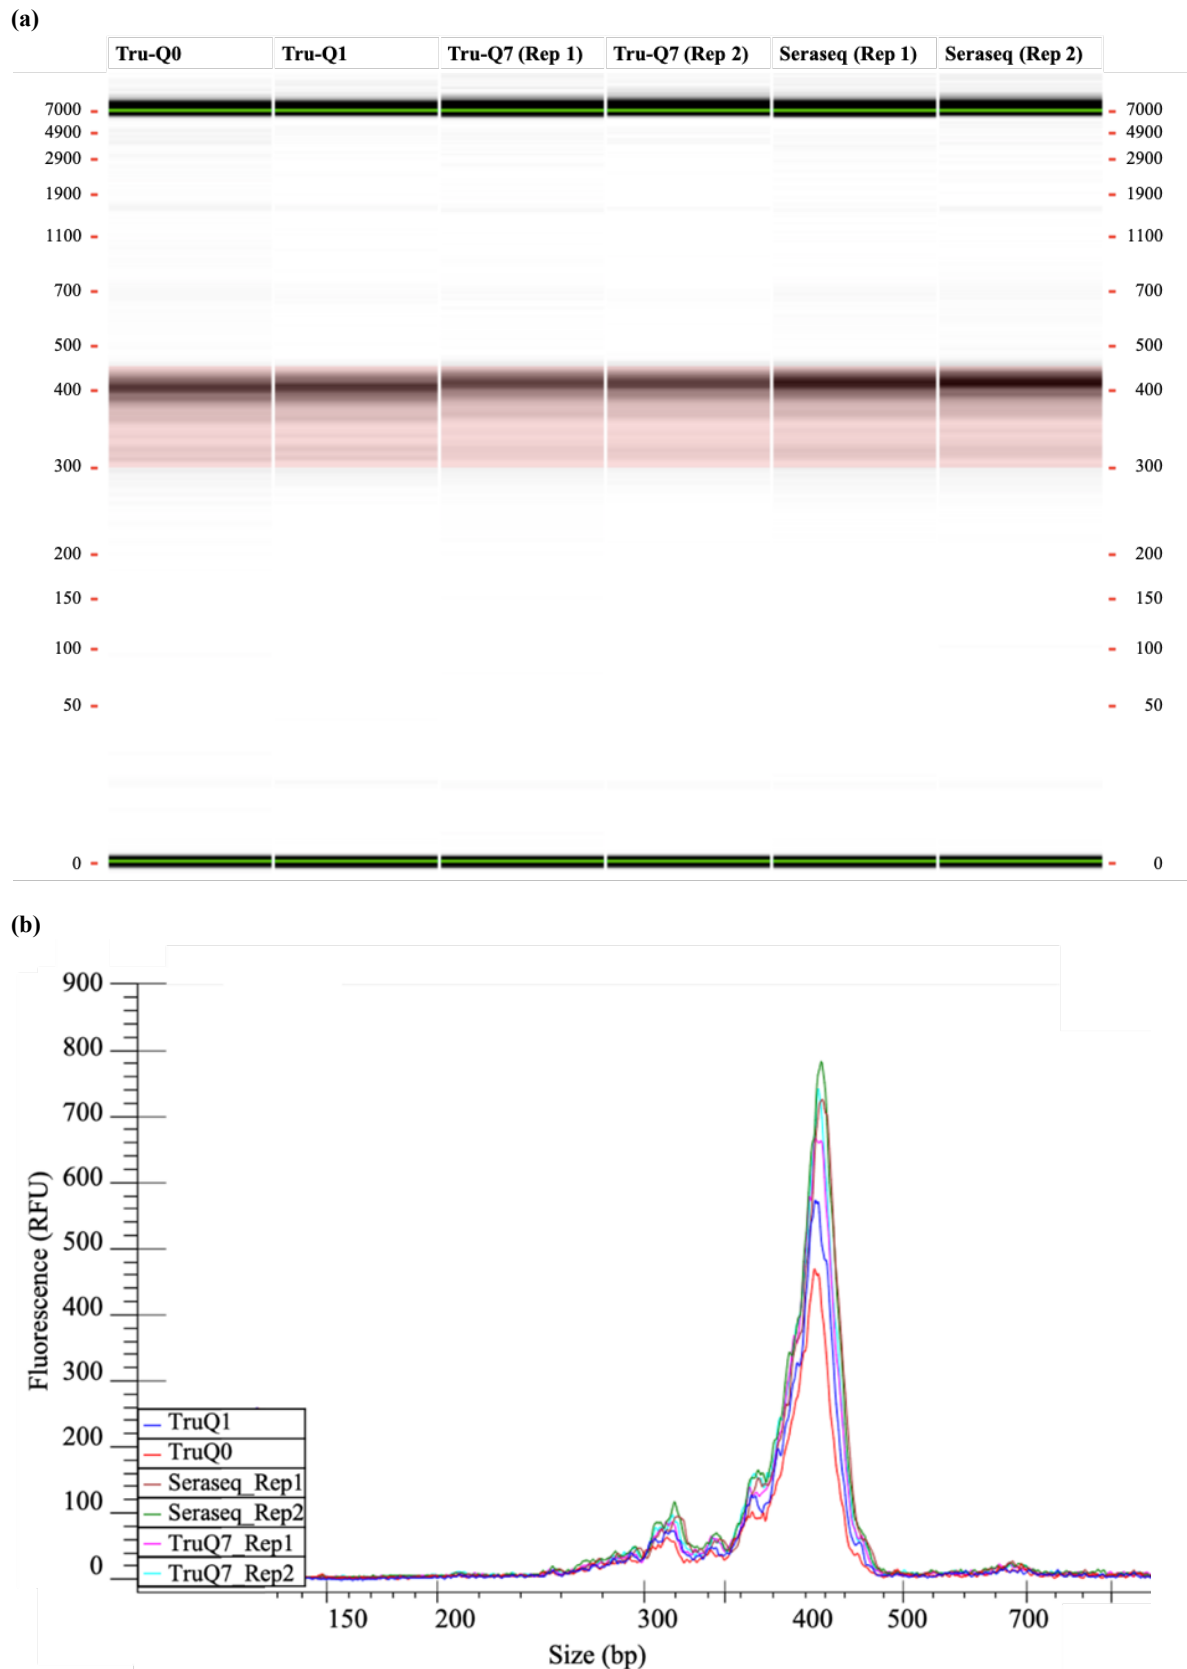 (a)
Tru-Q0 Tru-Q1 Tru-Q7 (Rep 1) Tru-Q7 (Rep 2) Seraseq (Rep 1) Seraseq (Rep 2)
7000 7000
4900 4900
2900 2900
1900 1900
1100 1100
700 700
500 500
400 400
300 300
200 200
150 150
100 100
50 50
0 0
(b)
900
800
700
600
500
400
300
200
100
0
Fluorescence (RFU)
TruQ1
TruQ0
Seraseq_Rep1
Seraseq_Rep2
TruQ7_Rep1
TruQ7_Rep2
150 200 300 400 500 700
Size (bp)